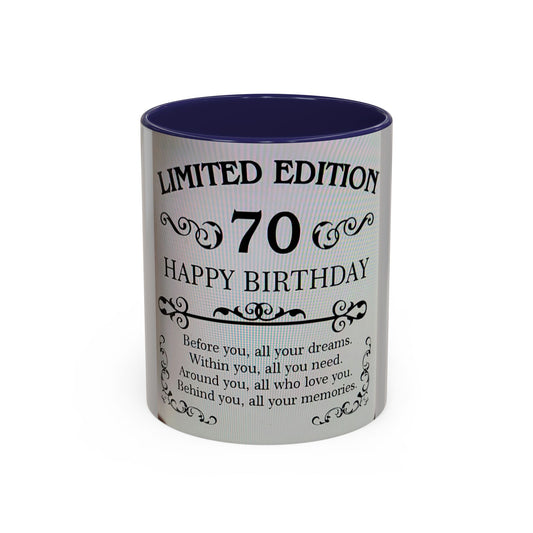 LIMITED EDITION
70
HAPPY BIRTHDAY
Before you, all your dreams.
Within you, all you need.
Around you, all who love you.
Behind you, all your memories.